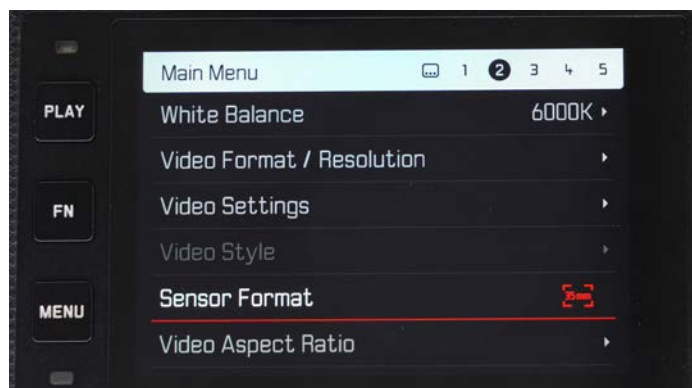 Main Menu ... 1 2 3 4 5
PLAY
White Balance 6000K
Video Format / Resolution
FN
Video Settings
Video Style
MENU
Sensor Format 35mm
Video Aspect Ratio